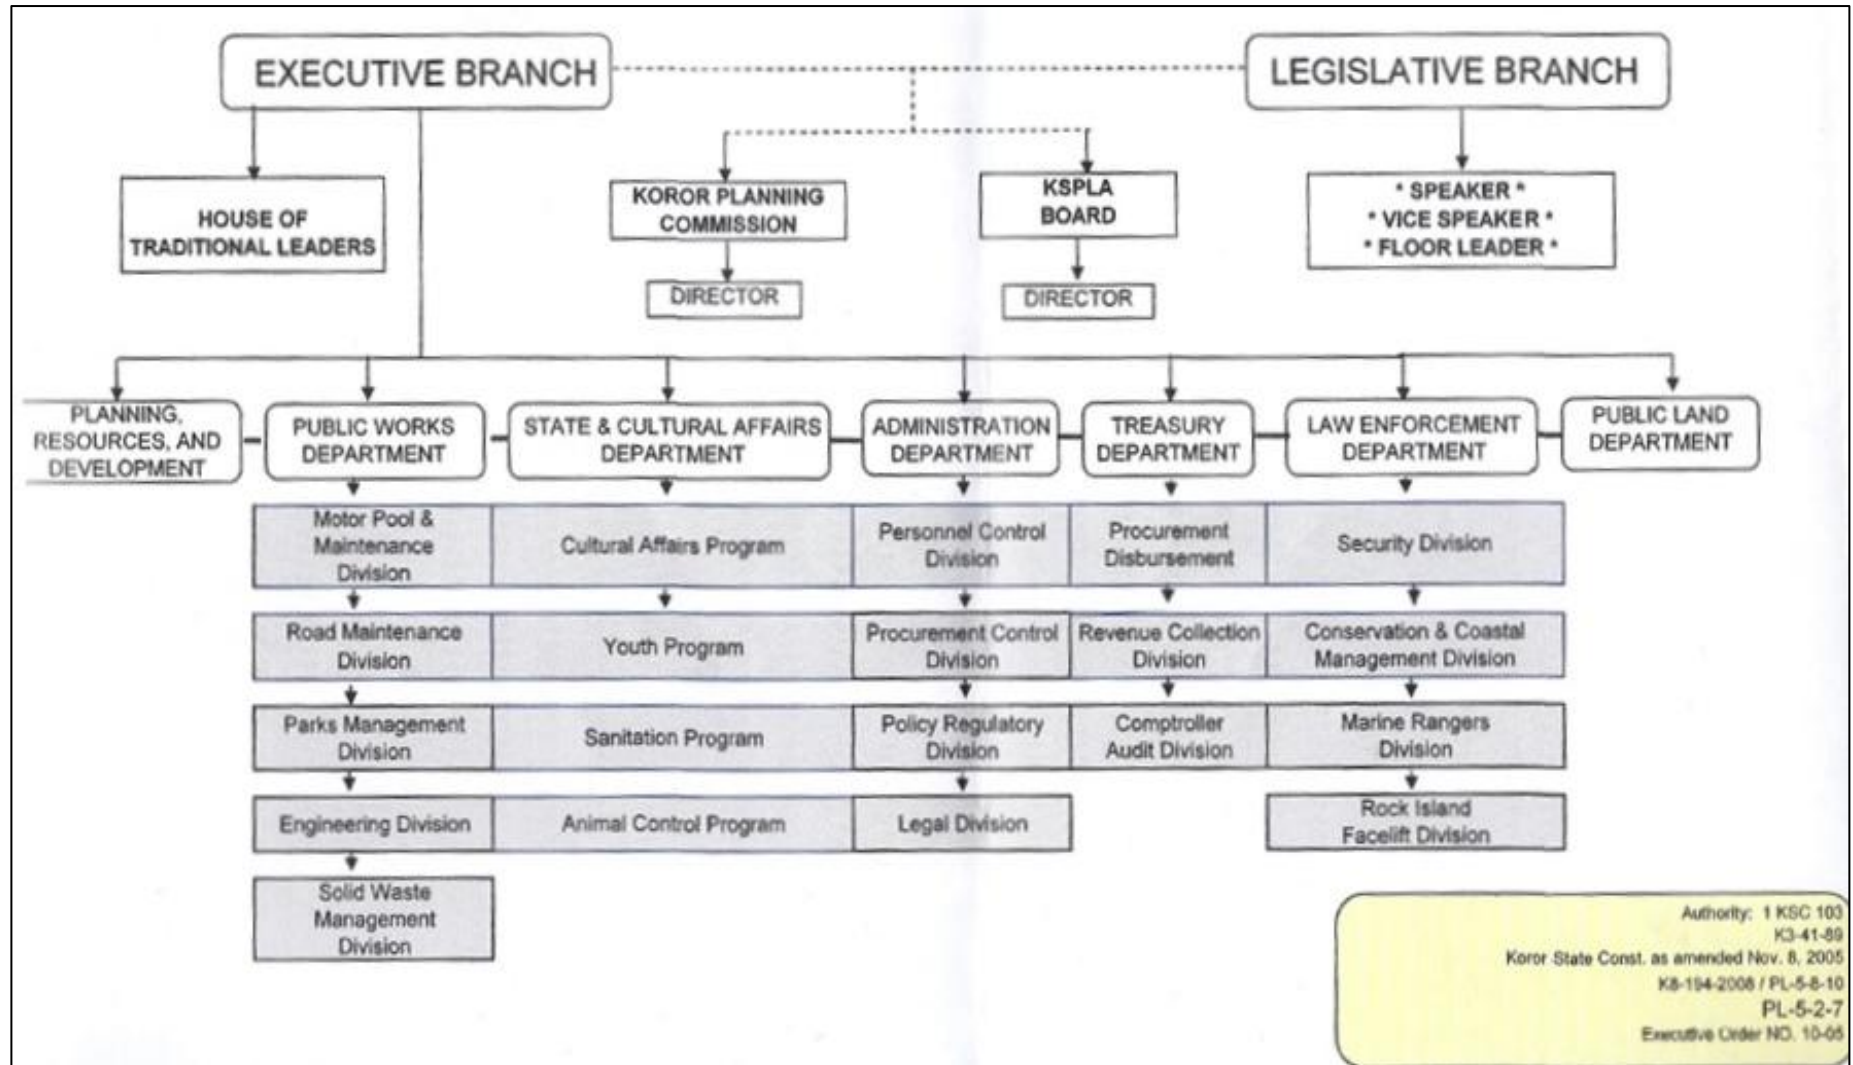 EXECUTIVE BRANCH
LEGISLATIVE BRANCH
HOUSE OF
TRADITIONAL LEADERS
KOROR PLANNING
COMMISSION
DIRECTOR
KSPLA
BOARD
DIRECTOR
* SPEAKER *
* VICE SPEAKER *
* FLOOR LEADER *
PLANNING,
RESOURCES, AND
DEVELOPMENT
PUBLIC WORKS
DEPARTMENT
STATE & CULTURAL AFFAIRS
DEPARTMENT
ADMINISTRATION
DEPARTMENT
TREASURY
DEPARTMENT
LAW ENFORCEMENT
DEPARTMENT
PUBLIC LAND
DEPARTMENT
Motor Pool &
Maintenance
Division
Cultural Affairs Program
Personnel Control
Division
Procurement
Disbursement
Security Division
Road Maintenance
Division
Youth Program
Procurement Control
Division
Revenue Collection
Division
Conservation & Coastal
Management Division
Parks Management
Division
Sanitation Program
Policy Regulatory
Division
Comptroller
Audit Division
Marine Rangers
Division
Engineering Division
Animal Control Program
Legal Division
Rock Island
Facelift Division
Solid Waste
Management
Division
Authority: 1 KSC 103
K3-41-89
Koror State Const. as amended Nov. 8, 2005
K8-194-2008 / PL-5-8-10
PL-5-2-7
Executive Order NO. 10-05